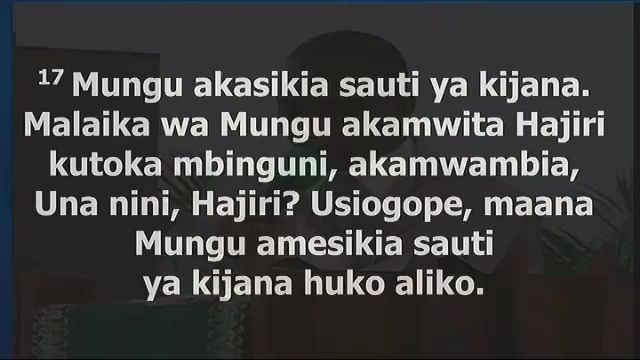 17 Mungu akasikia sauti ya kijana.
Malaika wa Mungu akamwita Hajiri
kutoka mbinguni, akamwambia,
Una nini, Hajiri? Usiogope, maana
Mungu amesikia sauti
ya kijana huko aliko.